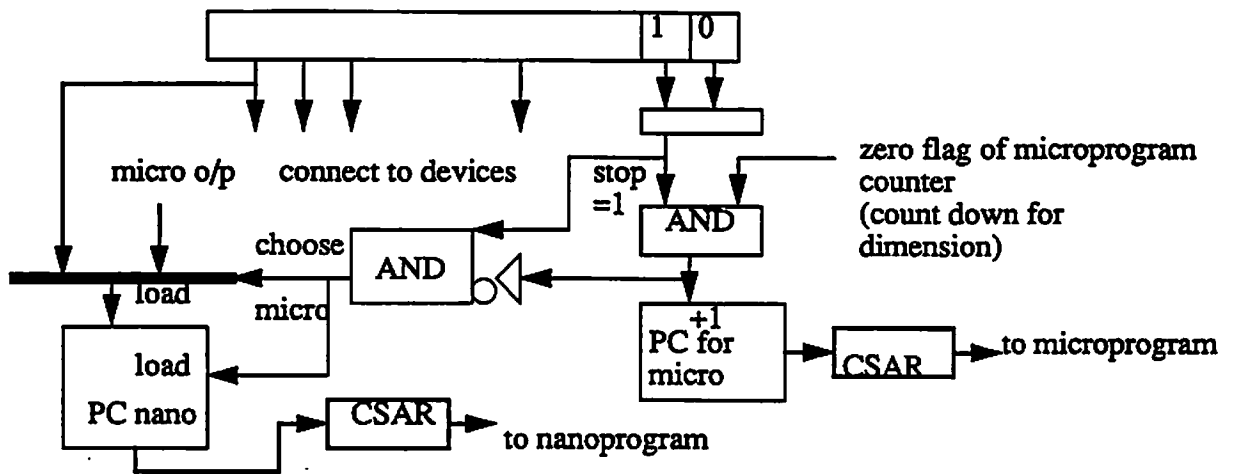 1 0
micro o/p
connect to devices
stop
=1
zero flag of microprogram
counter
(count down for
dimension)
AND
choose
AND
load
micro
+1
PC for
micro
CSAR
to microprogram
load
PC nano
CSAR
to nanoprogram